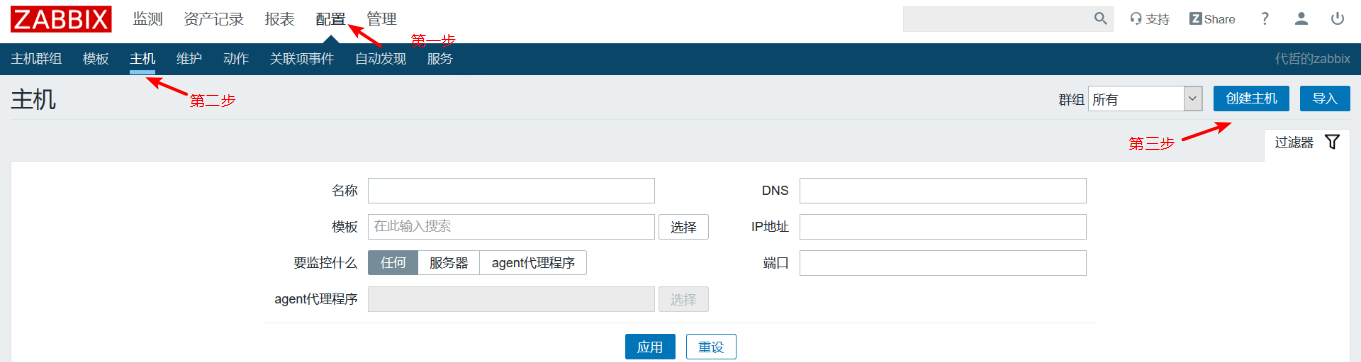 ZABBIX 监测 资产记录 报表 配置 管理 支持 Z Share ?
第一步
主机群组 模板 主机 维护 动作 关联项事件 自动发现 服务 代哲的zabbix
第二步
主机 群组 所有 创建主机 导入
第三步
过滤器
名称 DNS
模板 在此输入搜索 选择 IP地址
要监控什么 任何 服务器 agent代理程序 端口
agent代理程序 选择
应用 重设